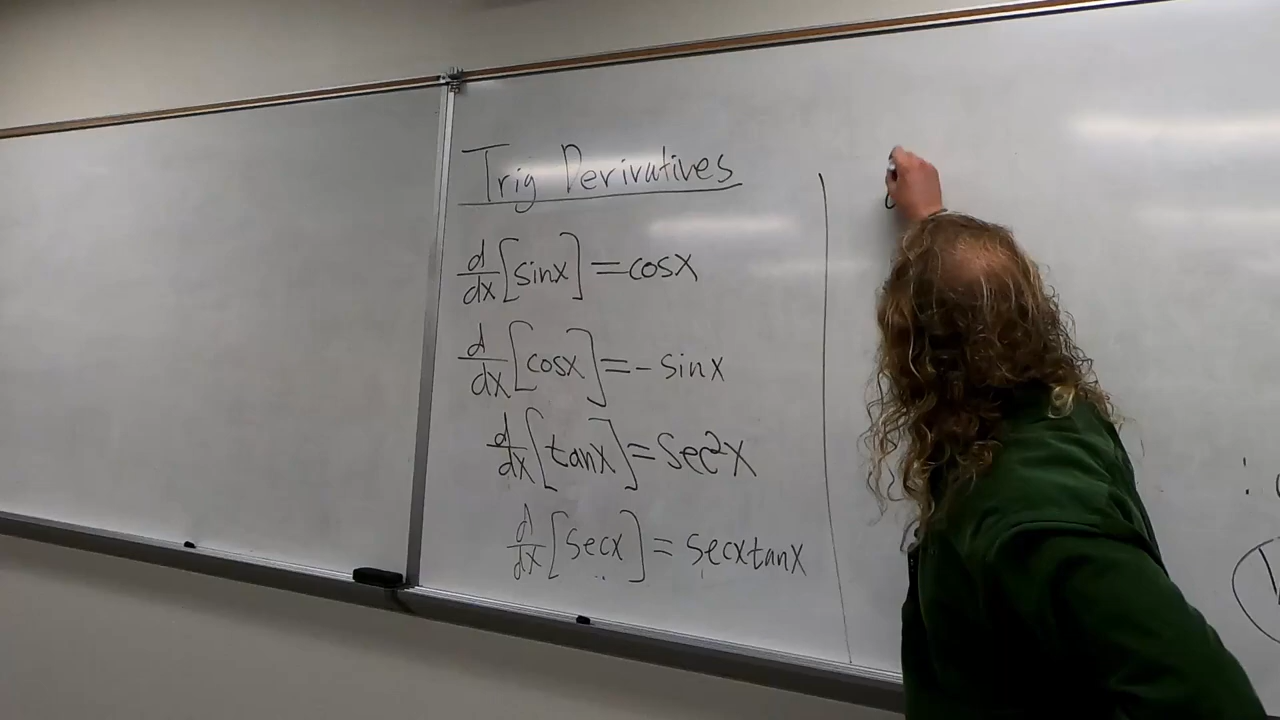 Trig Derivatives
d/dx[sinx]=cosx
d/dx[cosx]=-sinx
d/dx[tanx]=sec²x
d/dx[secx]=secxtanx